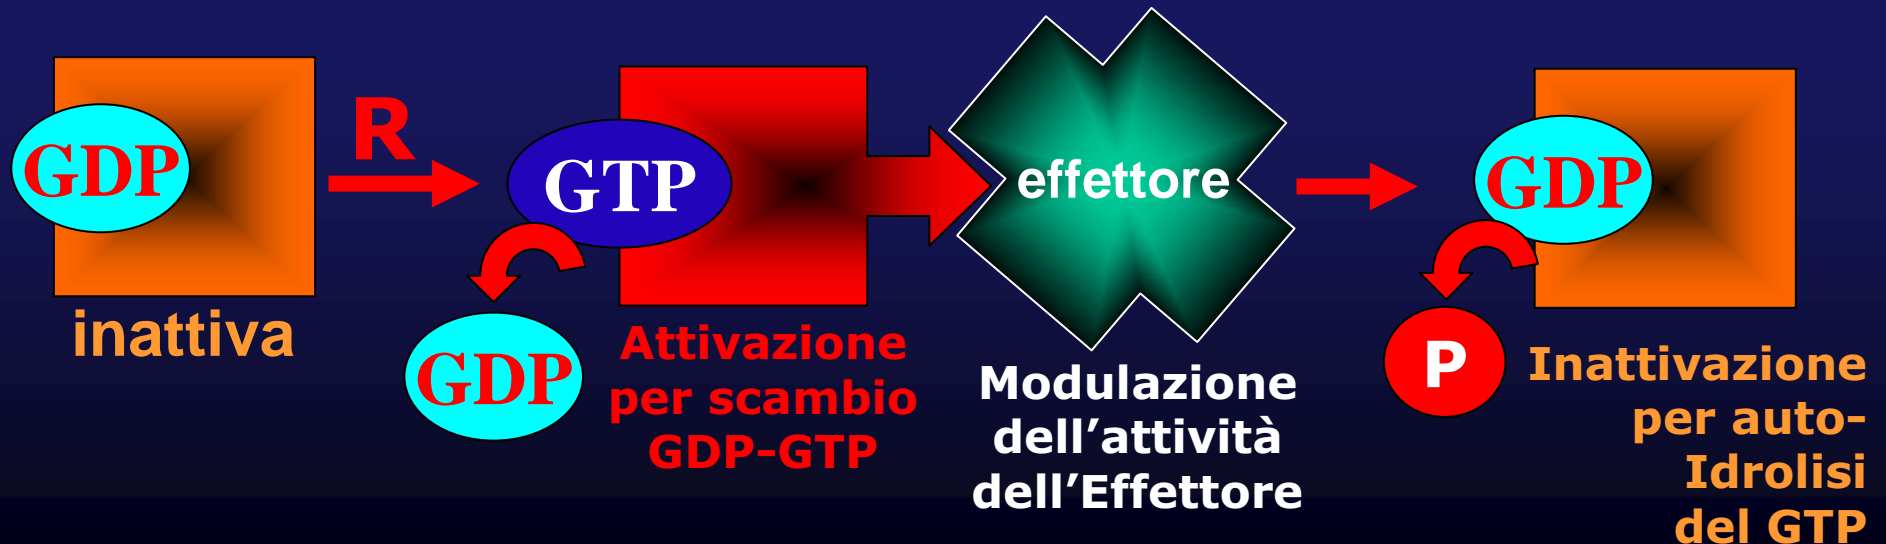 GDP
inattiva
R
GTP
GDP
Attivazione
per scambio
GDP–GTP
effettore
Modulazione
dell’attività
dell’Effettore
GDP
P
Inattivazione
per auto–
Idrolisi
del GTP